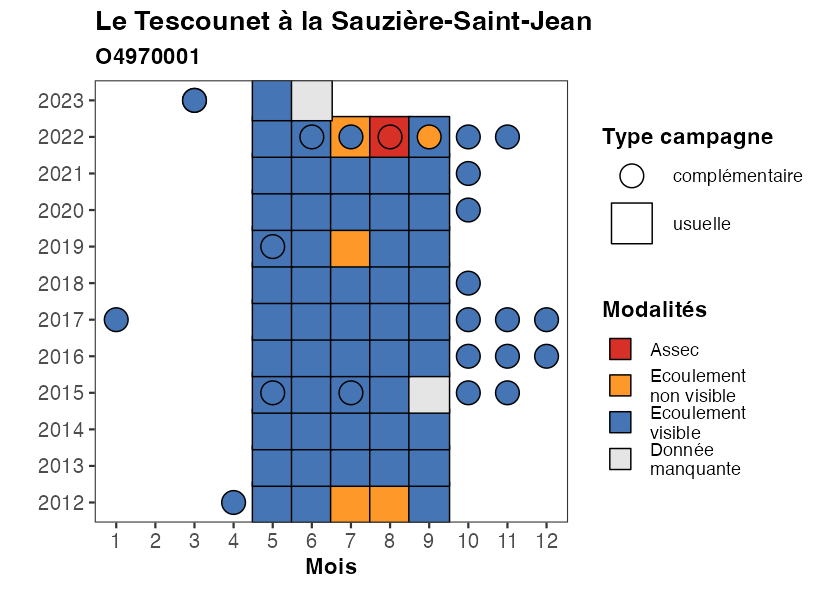 Le Tescounet à la Sauzière-Saint-Jean
O4970001
2023
2022
2021
2020
2019
2018
2017
2016
2015
2014
2013
2012
1 2 3 4 5 6 7 8 9 10 11 12
Mois
Type campagne
complémentaire
usuelle
Modalités
Assec
Ecoulement
non visible
Ecoulement
visible
Donnée
manquante